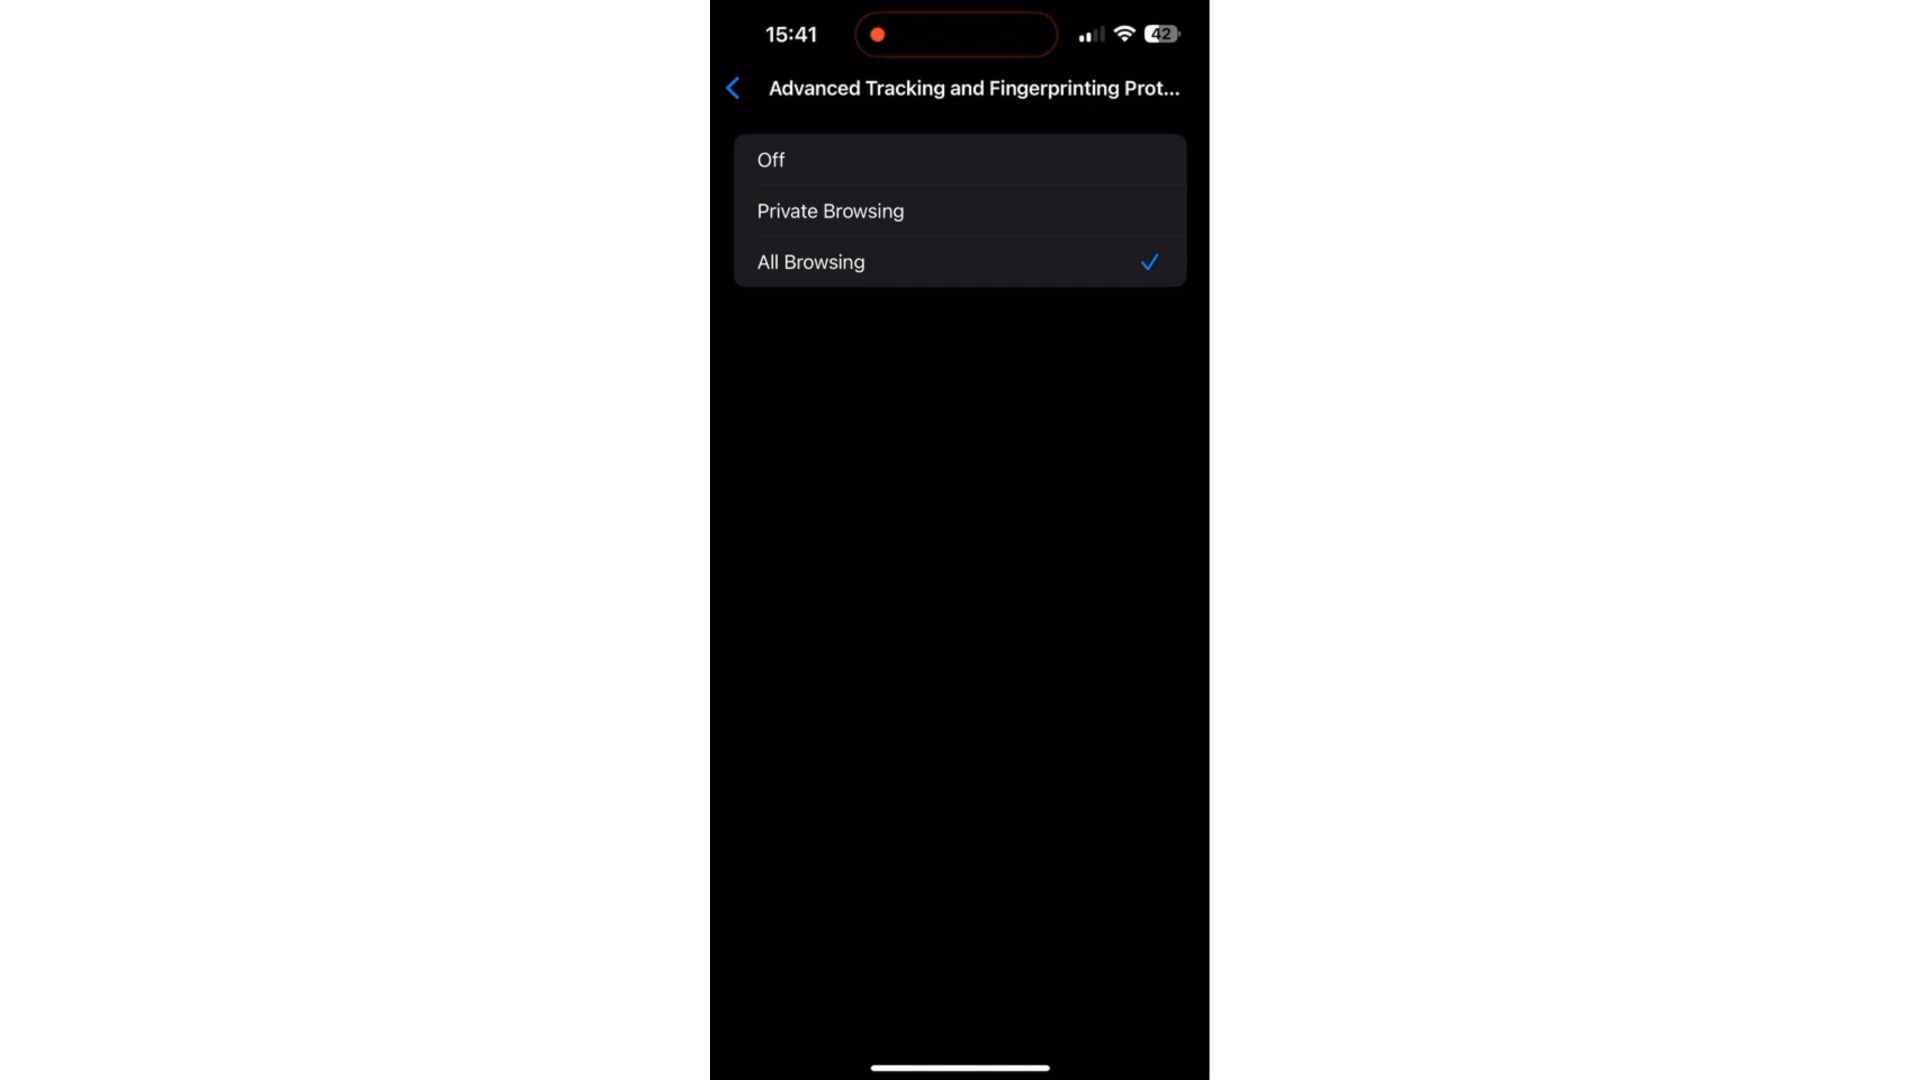 15:41
42
Advanced Tracking and Fingerprinting Prot...
Off
Private Browsing
All Browsing